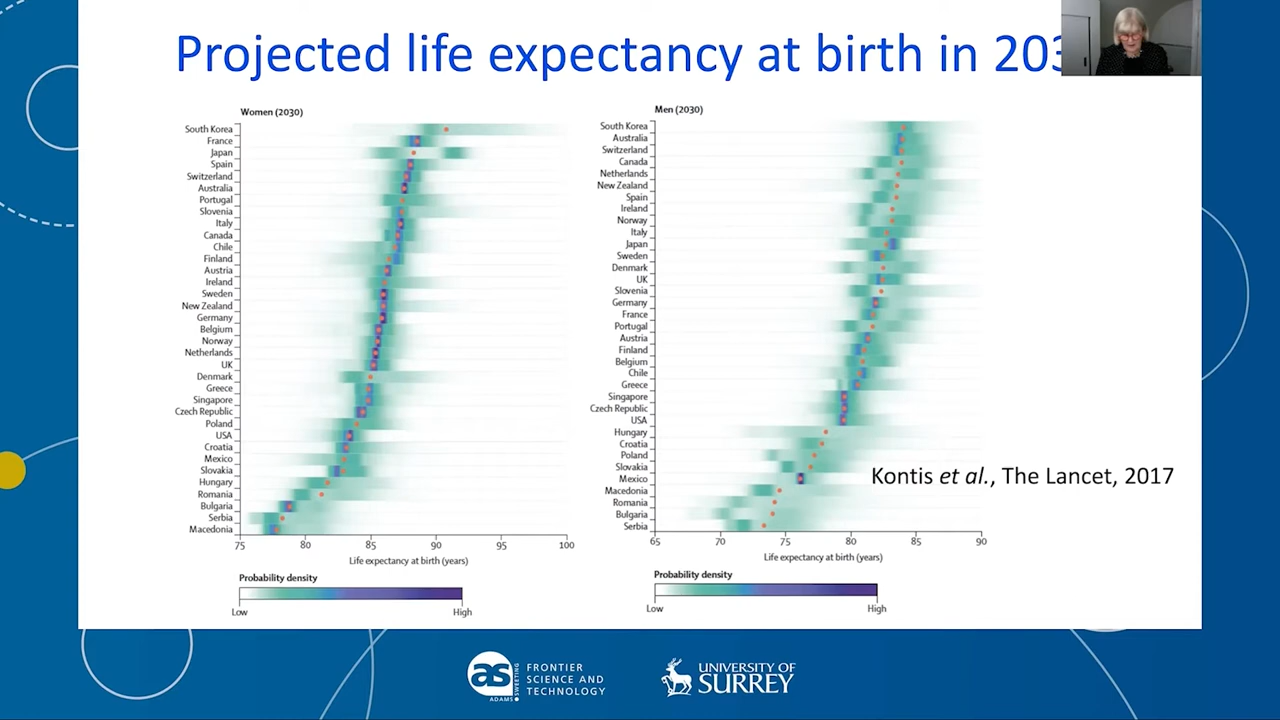 Projected life expectancy at birth in 203
Women (2030)
South Korea
France
Japan
Spain
Switzerland
Australia
Portugal
Slovenia
Italy
Canada
Chile
Finland
Austria
Ireland
Sweden
New Zealand
Germany
Belgium
Norway
Netherlands
UK
Denmark
Greece
Singapore
Czech Republic
Poland
USA
Croatia
Mexico
Slovakia
Hungary
Romania
Bulgaria
Serbia
Macedonia
75 80 85 90 95 100
Life expectancy at birth (years)
Probability density
Low High
Men (2030)
South Korea
Australia
Switzerland
Canada
Netherlands
New Zealand
Spain
Ireland
Norway
Italy
Japan
Sweden
Denmark
UK
Slovenia
Germany
France
Portugal
Austria
Finland
Belgium
Chile
Greece
Singapore
Czech Republic
USA
Hungary
Croatia
Poland
Slovakia
Mexico
Macedonia
Romania
Bulgaria
Serbia
65 70 75 80 85 90
Life expectancy at birth (years)
Probability density
Low High
Kontis et al., The Lancet, 2017
as
ADAMS
SWEETING
FRONTIER
SCIENCE AND
TECHNOLOGY
UNIVERSITY OF
SURREY